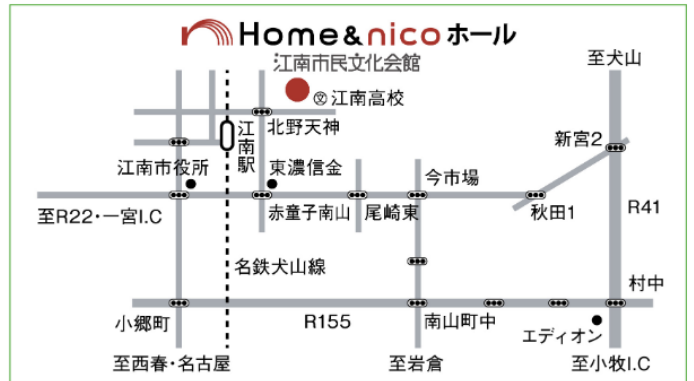 Home&nicoホール
江南市民文化会館
至犬山
文江南高校
北野天神
江南駅
新宮2
江南市役所
東濃信金
今市場
至R22・一宮I.C
赤童子南山
尾崎東
秋田1
R41
名鉄犬山線
村中
小郷町
R155
南山町中
エディオン
至西春・名古屋
至岩倉
至小牧I.C